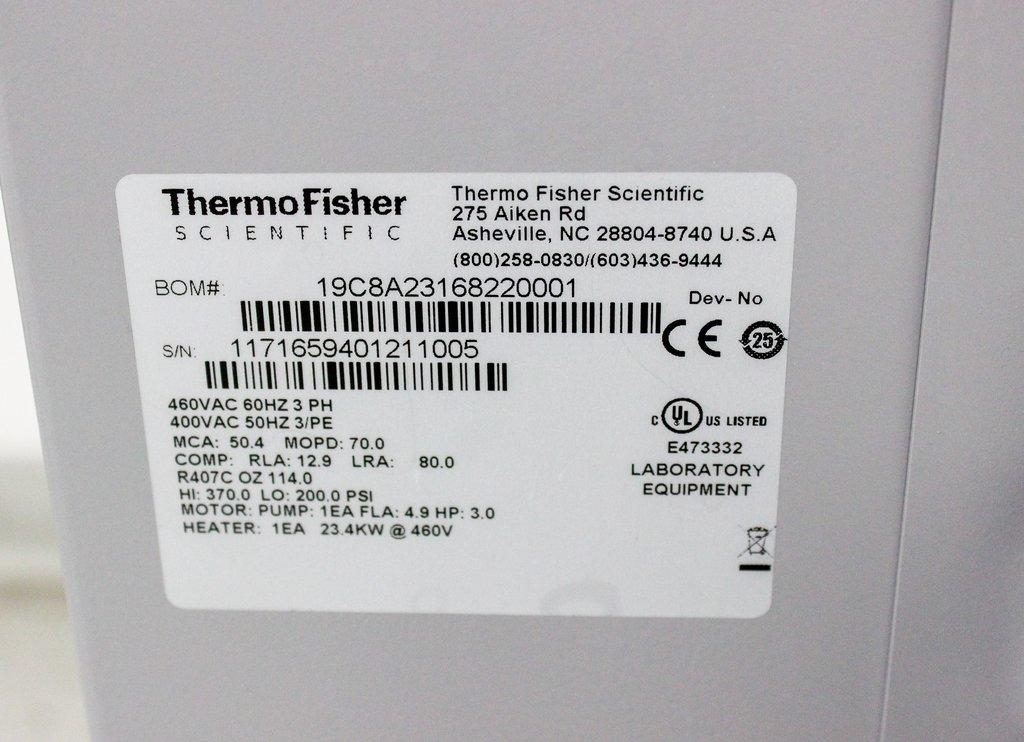 ThermoFisher
SCIENTIFIC
Thermo Fisher Scientific
275 Aiken Rd
Asheville, NC 28804-8740 U.S.A
(800)258-0830/(603)436-9444
BOM#: 19C8A23168220001
Dev- No
S/N: 1171659401211005
CE 25
460VAC 60HZ 3 PH
400VAC 50HZ 3/PE
MCA: 50.4 MOPD: 70.0
COMP: RLA: 12.9 LRA: 80.0
R407C OZ 114.0
HI: 370.0 LO: 200.0 PSI
MOTOR: PUMP: 1EA FLA: 4.9 HP: 3.0
HEATER: 1EA 23.4KW @ 460V
C UL US LISTED
E473332
LABORATORY
EQUIPMENT